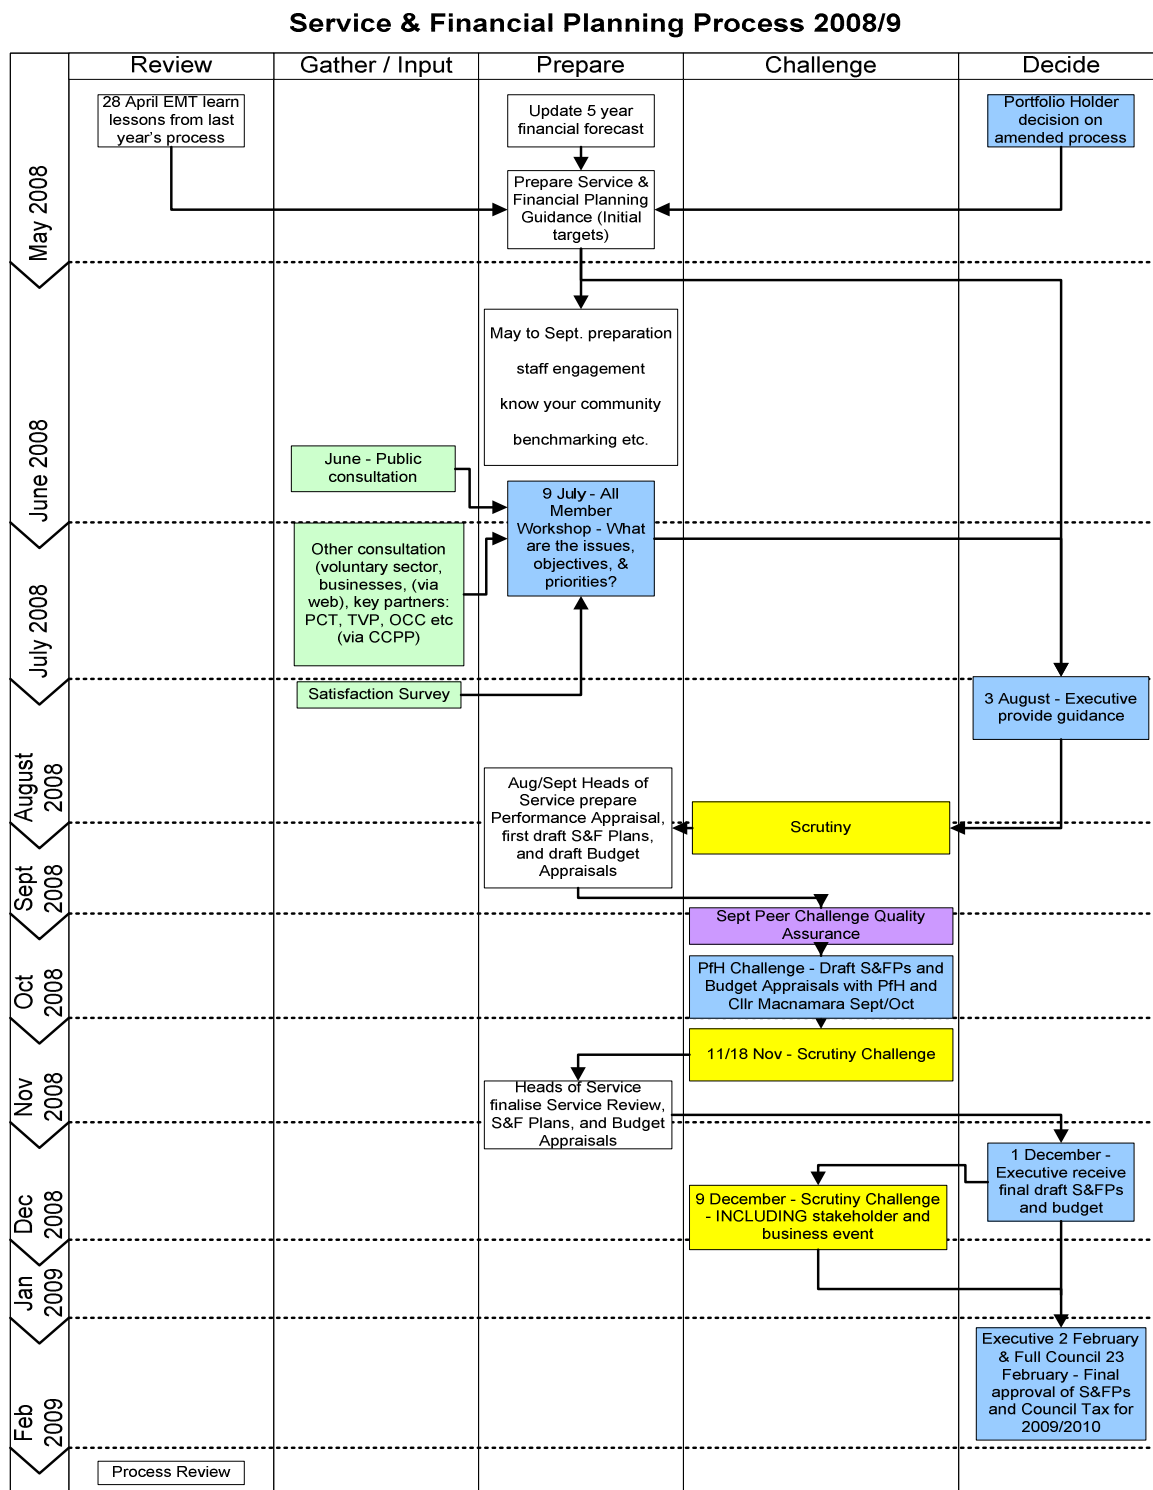 Service & Financial Planning Process 2008/9
Review
Gather / Input
Prepare
Challenge
Decide
May 2008
28 April EMT learn
lessons from last
year's process
Update 5 year
financial forecast
Portfolio Holder
decision on
amended process
Prepare Service &
Financial Planning
Guidance (Initial
targets)
June 2008
May to Sept. preparation
staff engagement
know your community
benchmarking etc.
June - Public
consultation
9 July - All
Member
Workshop - What
are the issues,
objectives, &
priorities?
July 2008
Other consultation
(voluntary sector,
businesses, (via
web), key partners:
PCT, TVP, OCC etc
(via CCPP)
Satisfaction Survey
3 August - Executive
provide guidance
August
2008
Aug/Sept Heads of
Service prepare
Performance Appraisal,
first draft S&F Plans,
and draft Budget
Appraisals
Scrutiny
Sept
2008
Sept Peer Challenge Quality
Assurance
Oct
2008
PfH Challenge - Draft S&FPs and
Budget Appraisals with PfH and
Cllr Macnamara Sept/Oct
Nov
2008
11/18 Nov - Scrutiny Challenge
Heads of Service
finalise Service Review,
S&F Plans, and Budget
Appraisals
Dec
2008
1 December -
Executive receive
final draft S&FPs
and budget
9 December - Scrutiny Challenge
- INCLUDING stakeholder and
business event
Jan
2009
Feb
2009
Executive 2 February
& Full Council 23
February - Final
approval of S&FPs
and Council Tax for
2009/2010
Process Review